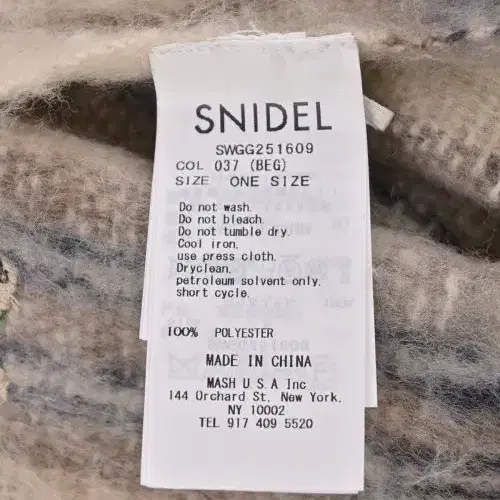 SNIDEL
SWGG251609
COL 037 (BEG)
SIZE ONE SIZE
Do not wash.
Do not bleach.
Do not tumble dry.
Cool iron.
use press cloth.
Dryclean.
petroleum solvent only.
short cycle.
100% POLYESTER
MADE IN CHINA
MASH U.S.A Inc
144 Orchard St. New York.
NY 10002
TEL 917 409 5520